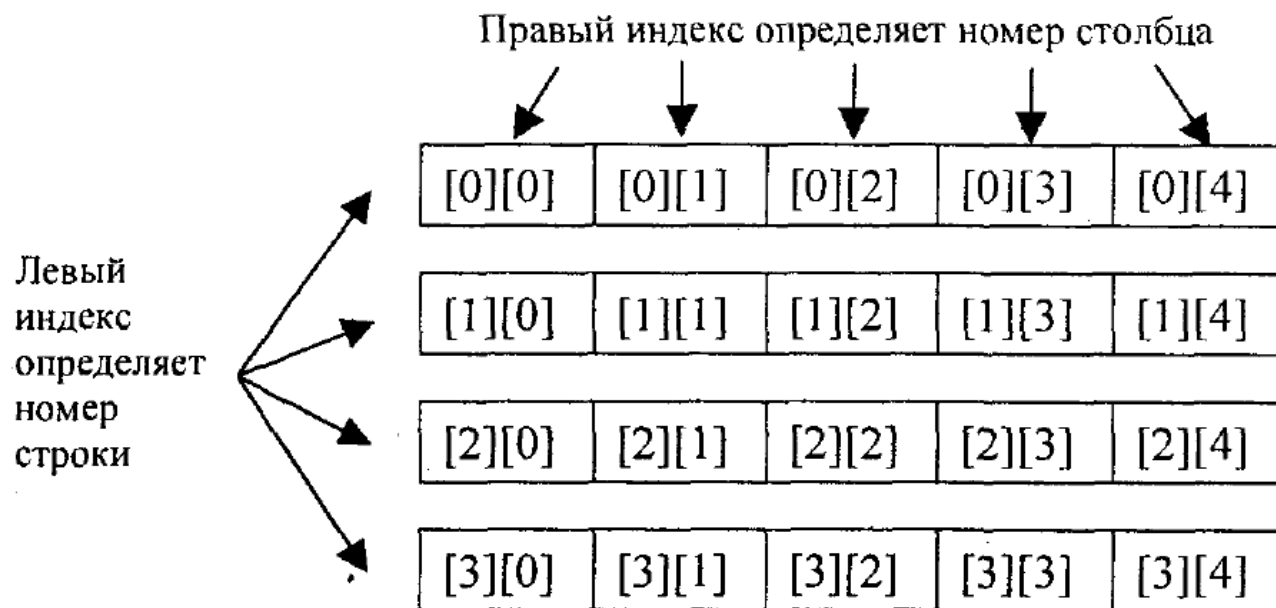 Правый индекс определяет номер столбца
[0][0] [0][1] [0][2] [0][3] [0][4]
Левый
индекс
определяет
номер
строки
[1][0] [1][1] [1][2] [1][3] [1][4]
[2][0] [2][1] [2][2] [2][3] [2][4]
[3][0] [3][1] [3][2] [3][3] [3][4]